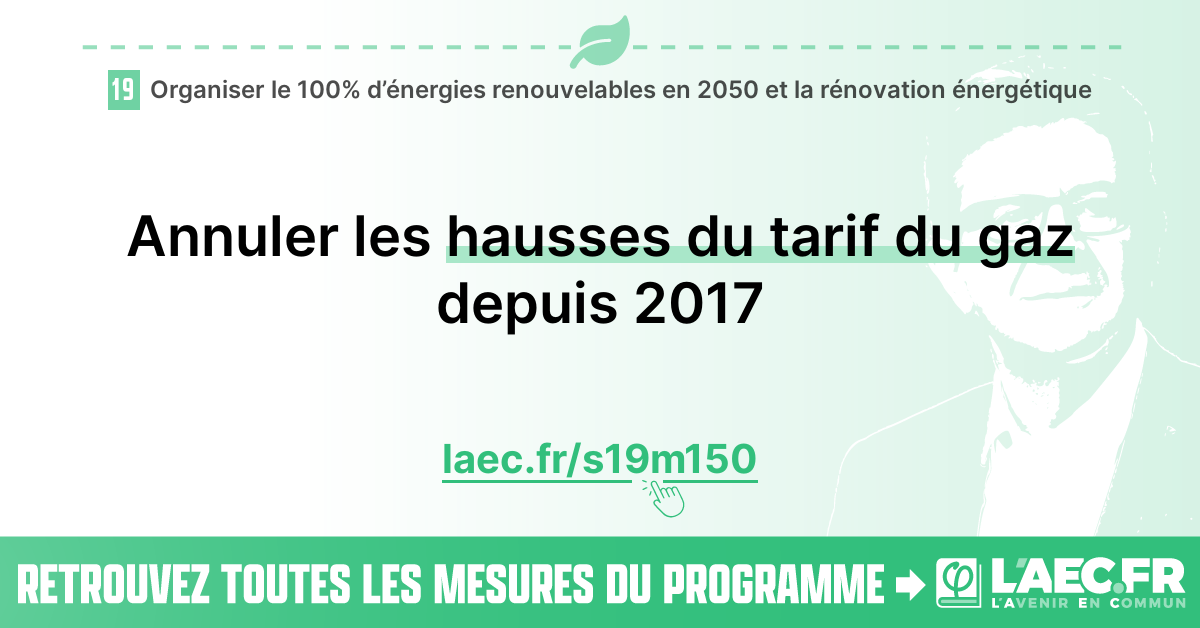 19 Organiser le 100% d’énergies renouvelables en 2050 et la rénovation énergétique
Annuler les hausses du tarif du gaz
depuis 2017
laec.fr/s19m150
RETROUVEZ TOUTES LES MESURES DU PROGRAMME
φ L'AEC.FR
L'AVENIR EN COMMUN